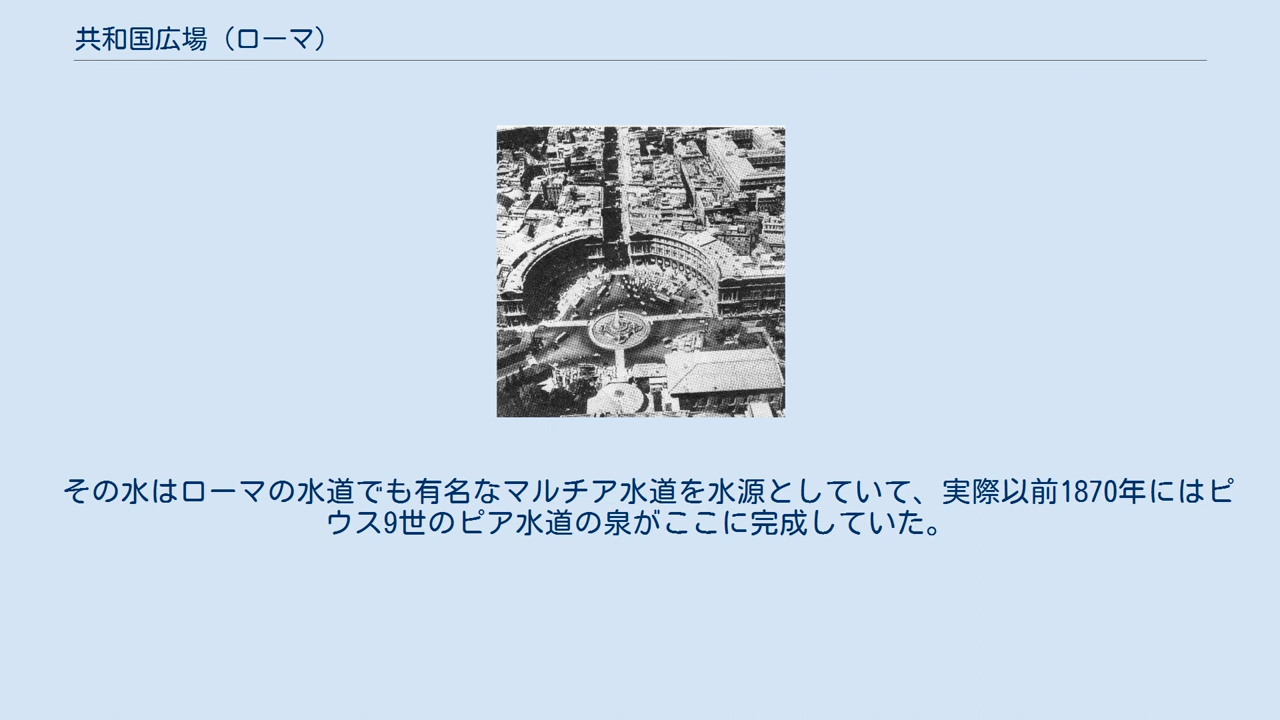 共和国広場（ローマ）
その水はローマの水道でも有名なマルチア水道を水源としていて、実際以前1870年にはピ
ウス9世のピア水道の泉がここに完成していた。